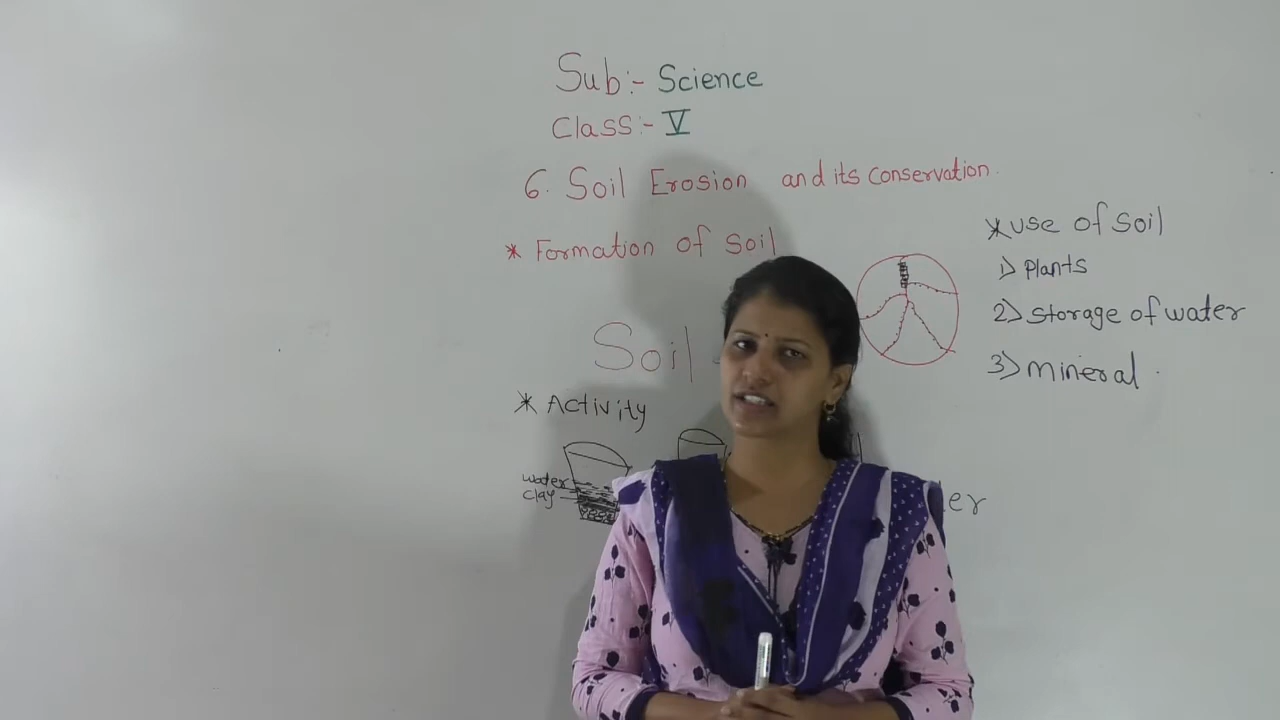 Sub:- Science
Class:- V
6. Soil Erosion and its Conservation.
* Formation of Soil
Soil
* Activity
water
clay
* use of Soil
1) Plants
2) Storage of water
3) mineral